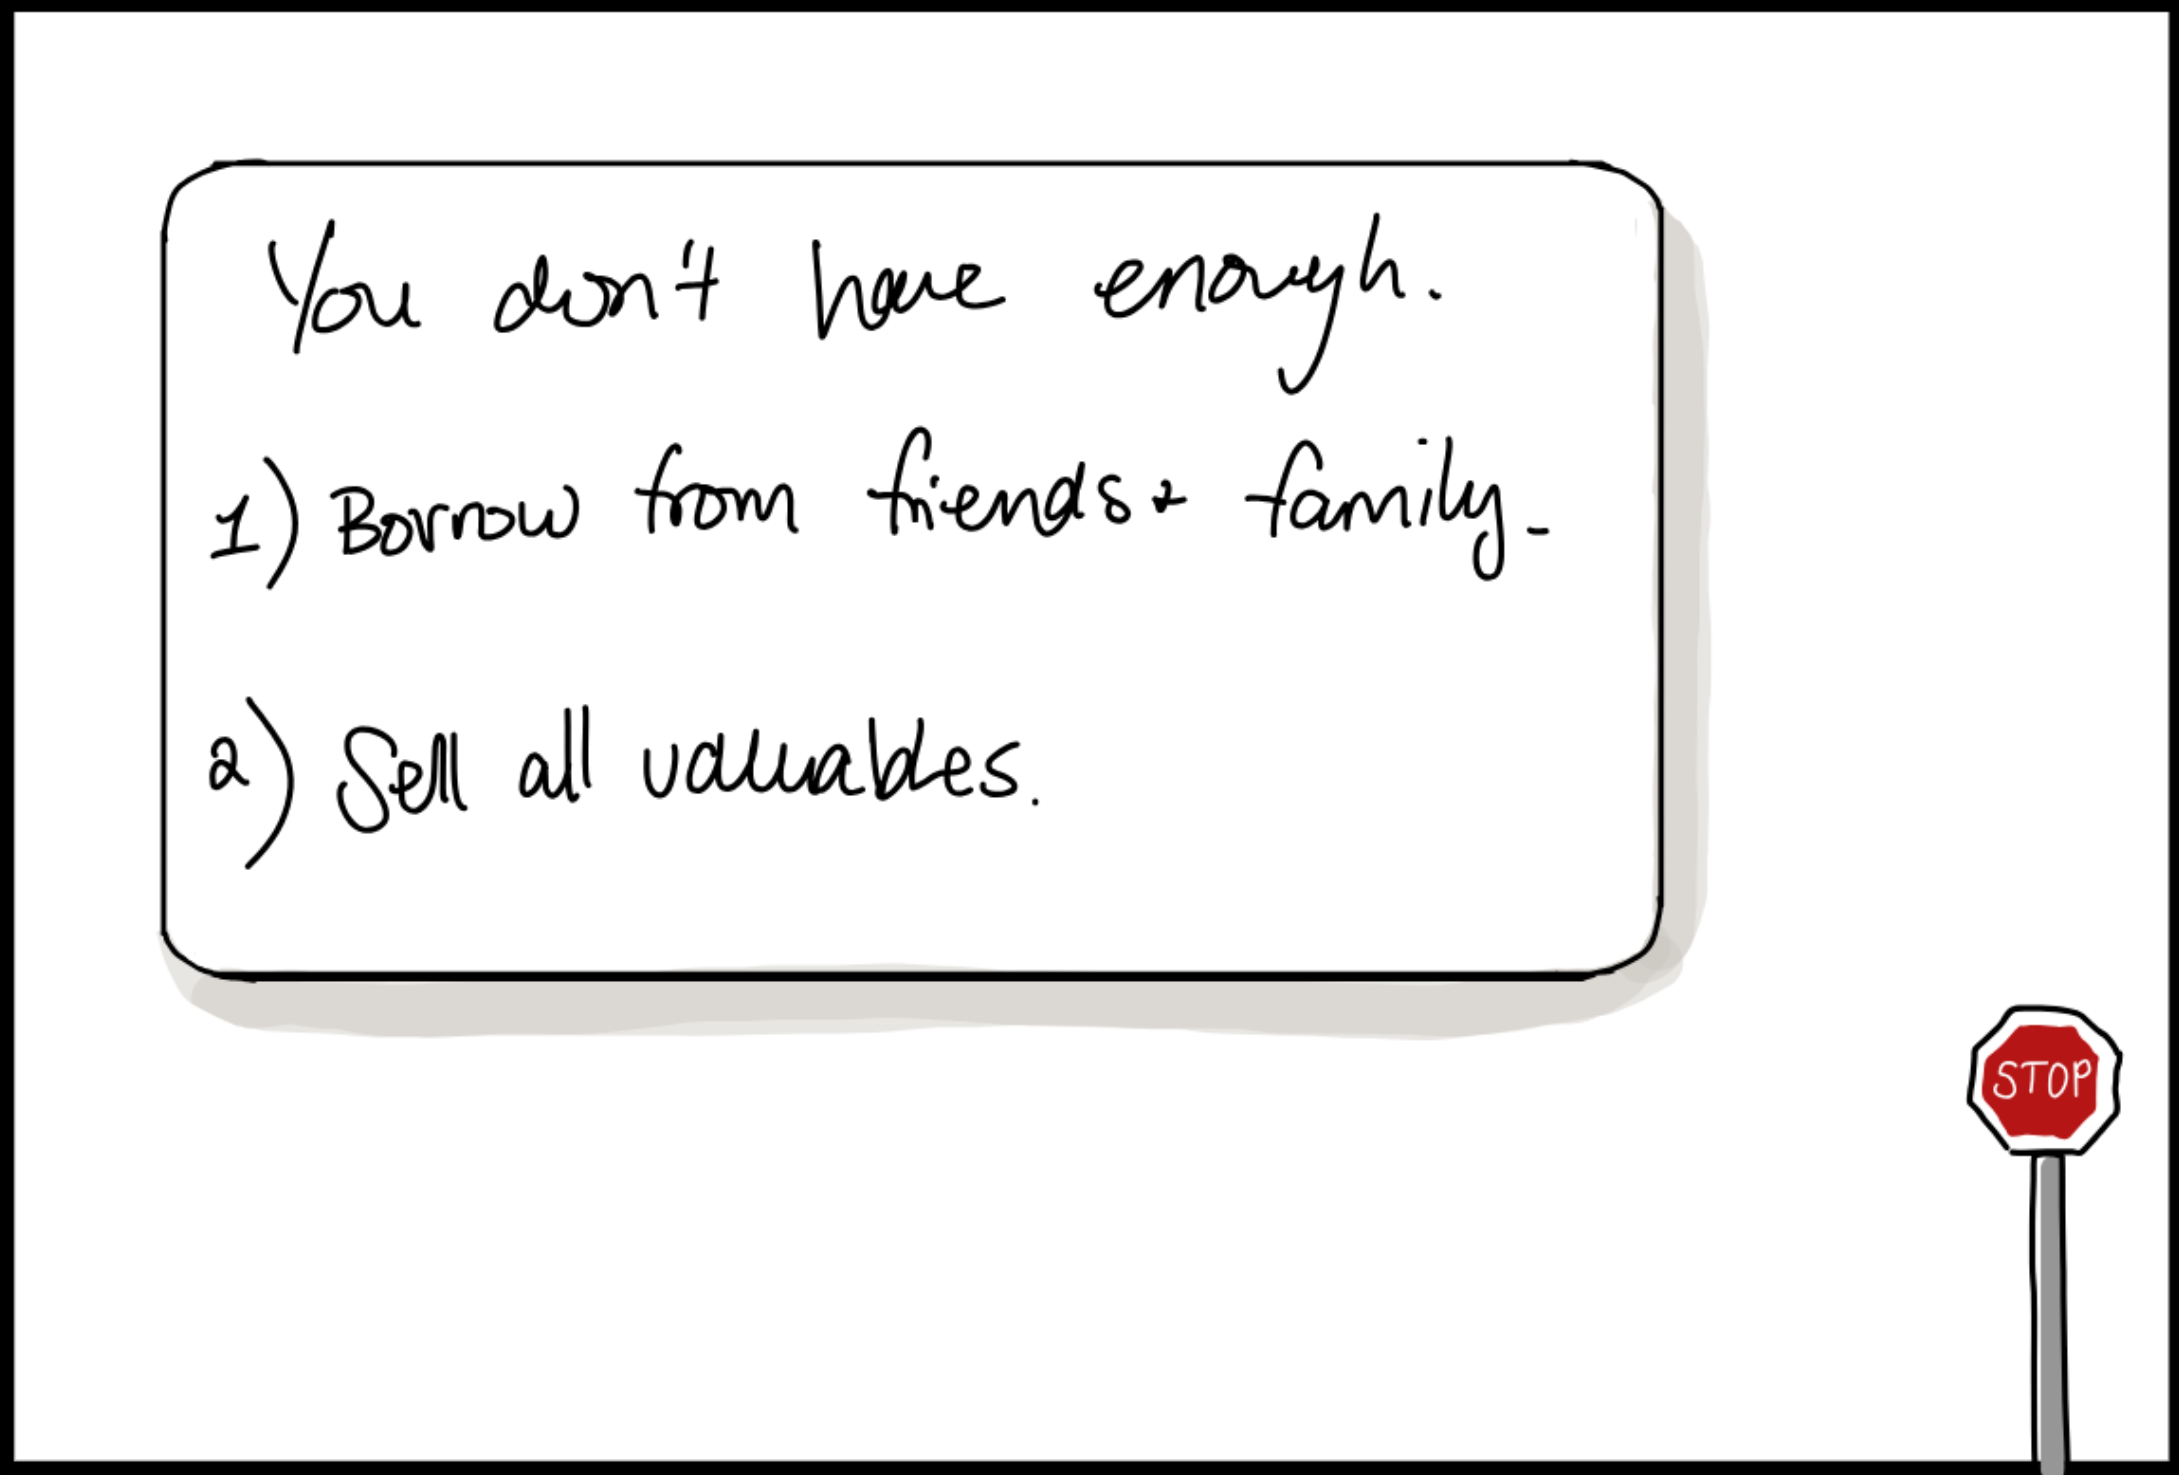 You don't have enough.
1) Borrow from friends + family.
2) Sell all valuables.
STOP